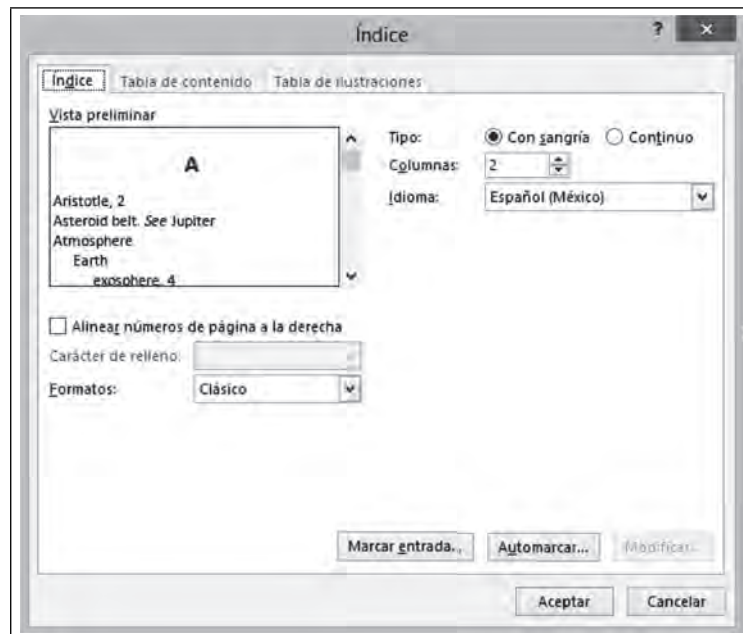 Índice
?
x
Índice Tabla de contenido Tabla de ilustraciones
Vista preliminar
A
Aristotle, 2
Asteroid belt. See Jupiter
Atmosphere
Earth
exosphere, 4
Tipo: Con sangría Continuo
Columnas: 2
Idioma: Español (México)
Alinear números de página a la derecha
Carácter de relleno:
Formatos: Clásico
Marcar entrada... Automarcar... Modificar...
Aceptar Cancelar